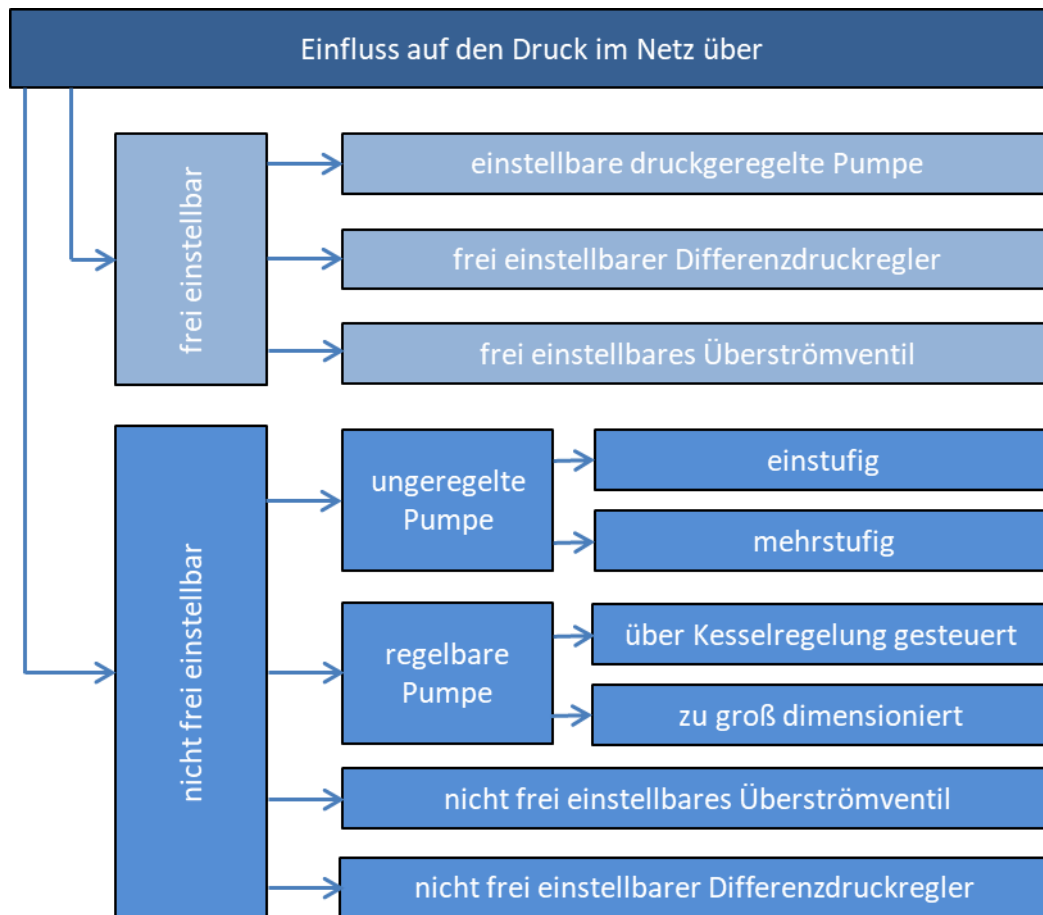 Einfluss auf den Druck im Netz über
frei einstellbar
einstellbare druckgeregelte Pumpe
frei einstellbarer Differenzdruckregler
frei einstellbares Überströmventil
nicht frei einstellbar
ungeregelte
Pumpe
einstufig
mehrstufig
regelbare
Pumpe
über Kesselregelung gesteuert
zu groß dimensioniert
nicht frei einstellbares Überströmventil
nicht frei einstellbarer Differenzdruckregler